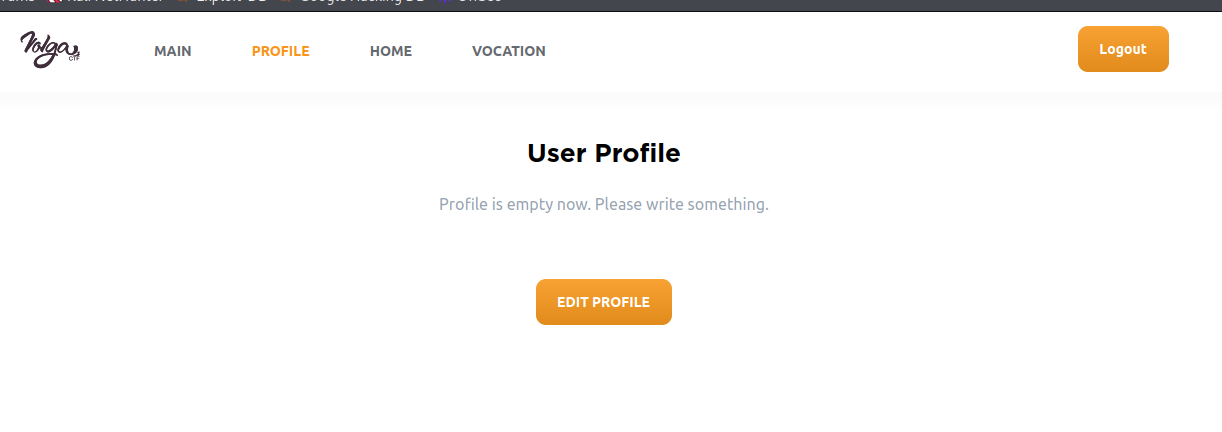 Volga CTF
MAIN PROFILE HOME VOCATION Logout
User Profile
Profile is empty now. Please write something.
EDIT PROFILE